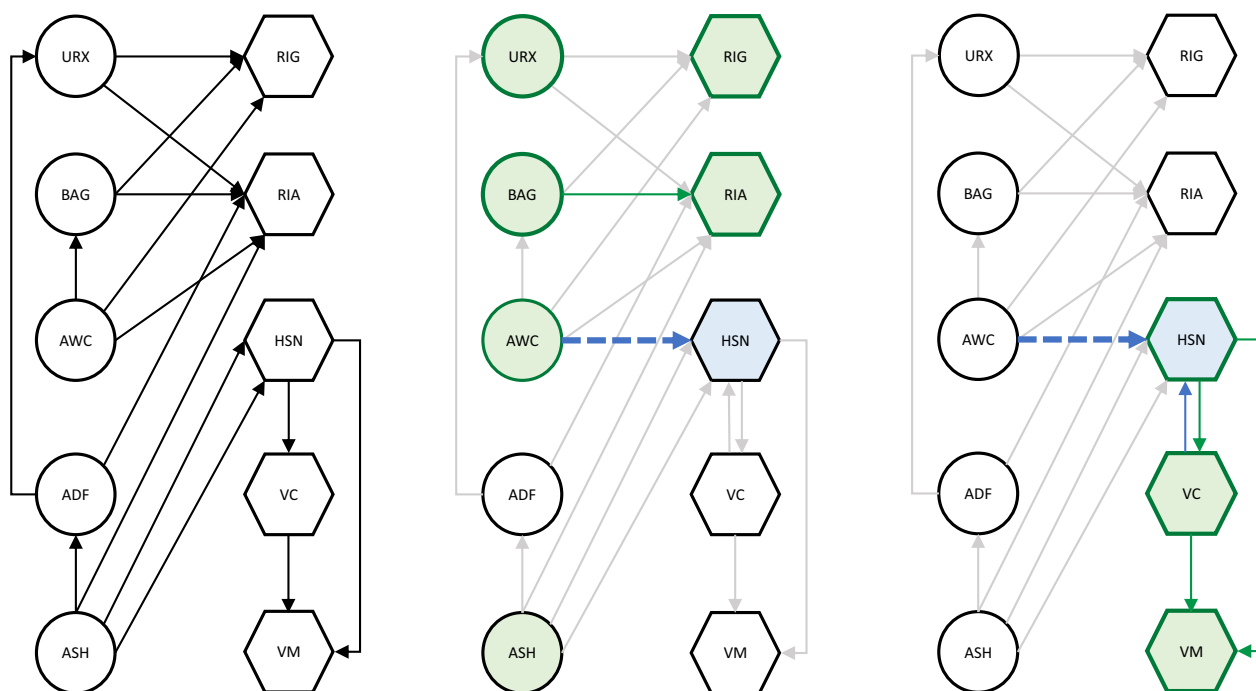 URX
RIG
BAG
RIA
AWC
HSN
ADF
VC
ASH
VM
URX
RIG
BAG
RIA
AWC
HSN
ADF
VC
ASH
VM
URX
RIG
BAG
RIA
AWC
HSN
ADF
VC
ASH
VM